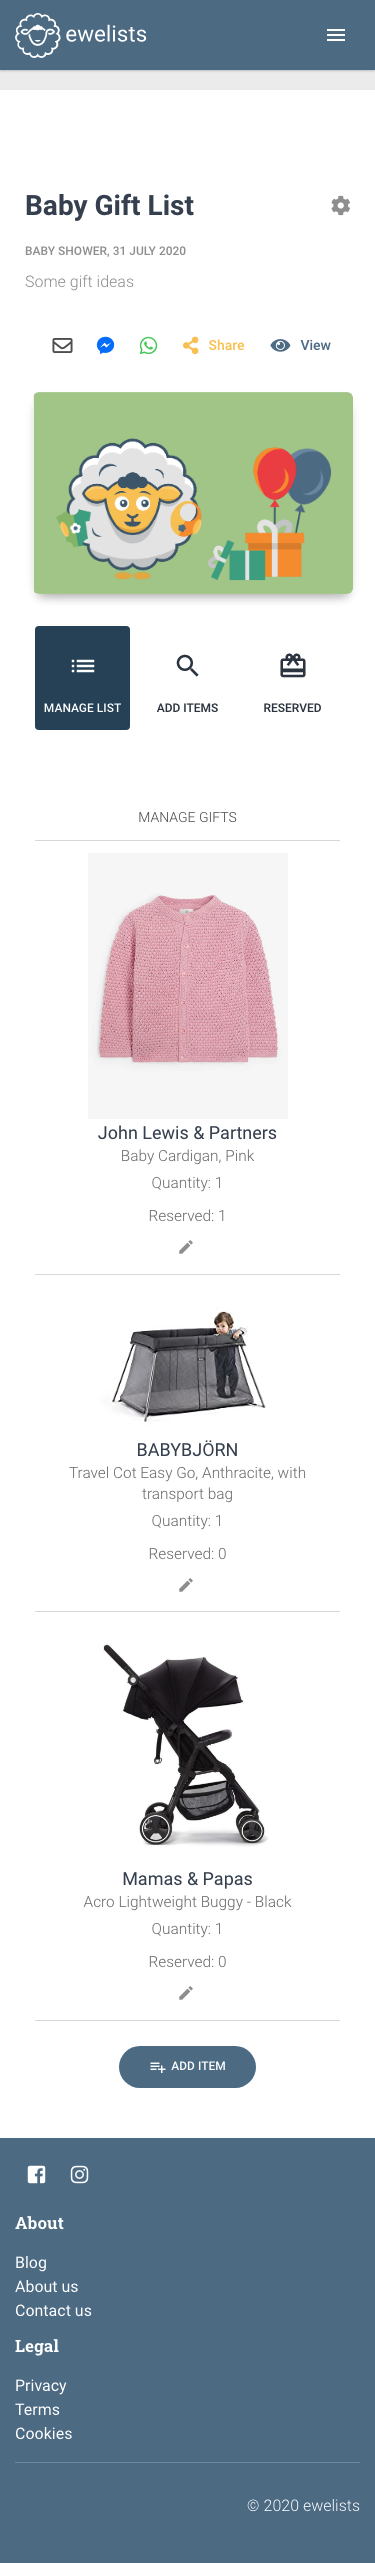 ewelists
Baby Gift List
BABY SHOWER, 31 JULY 2020
Some gift ideas
Share View
MANAGE LIST ADD ITEMS RESERVED
MANAGE GIFTS
John Lewis & Partners
Baby Cardigan, Pink
Quantity: 1
Reserved: 1
BABYBJÖRN
Travel Cot Easy Go, Anthracite, with
transport bag
Quantity: 1
Reserved: 0
Mamas & Papas
Acro Lightweight Buggy - Black
Quantity: 1
Reserved: 0
ADD ITEM
About
Blog
About us
Contact us
Legal
Privacy
Terms
Cookies
© 2020 ewelists